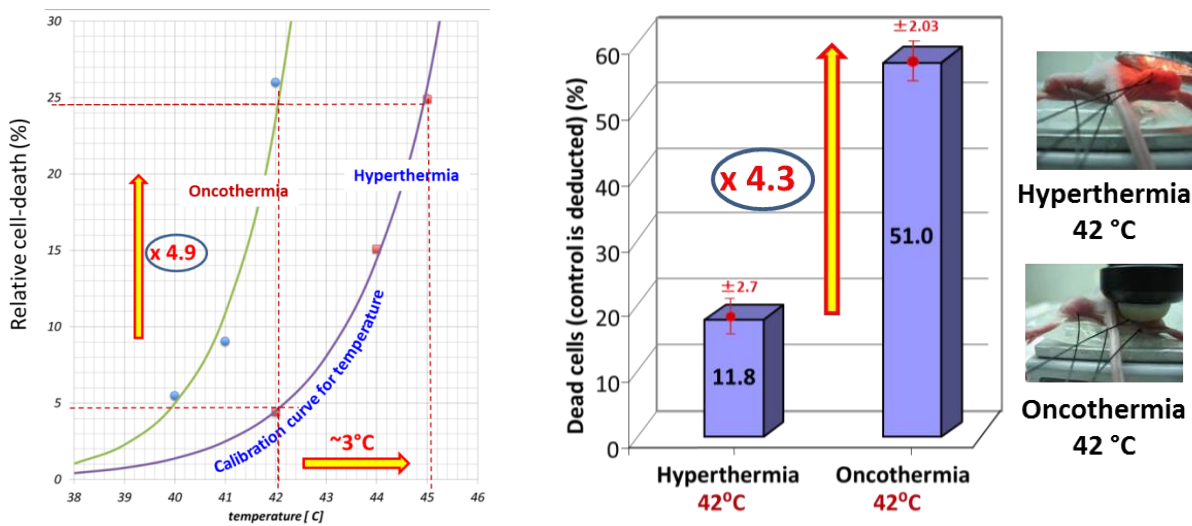 30
25
20
15
10
5
0
38
39
40
41
42
43
44
45
46
Relative cell-death (%)
temperature [ C]
Oncothermia
Hyperthermia
x 4.9
Calibration curve for temperature
~3°C
60
50
40
30
20
10
0
Dead cells (control is deducted) (%)
±2.03
x 4.3
51.0
±2.7
11.8
Hyperthermia
42°C
Oncothermia
42°C
Hyperthermia
42 °C
Oncothermia
42 °C